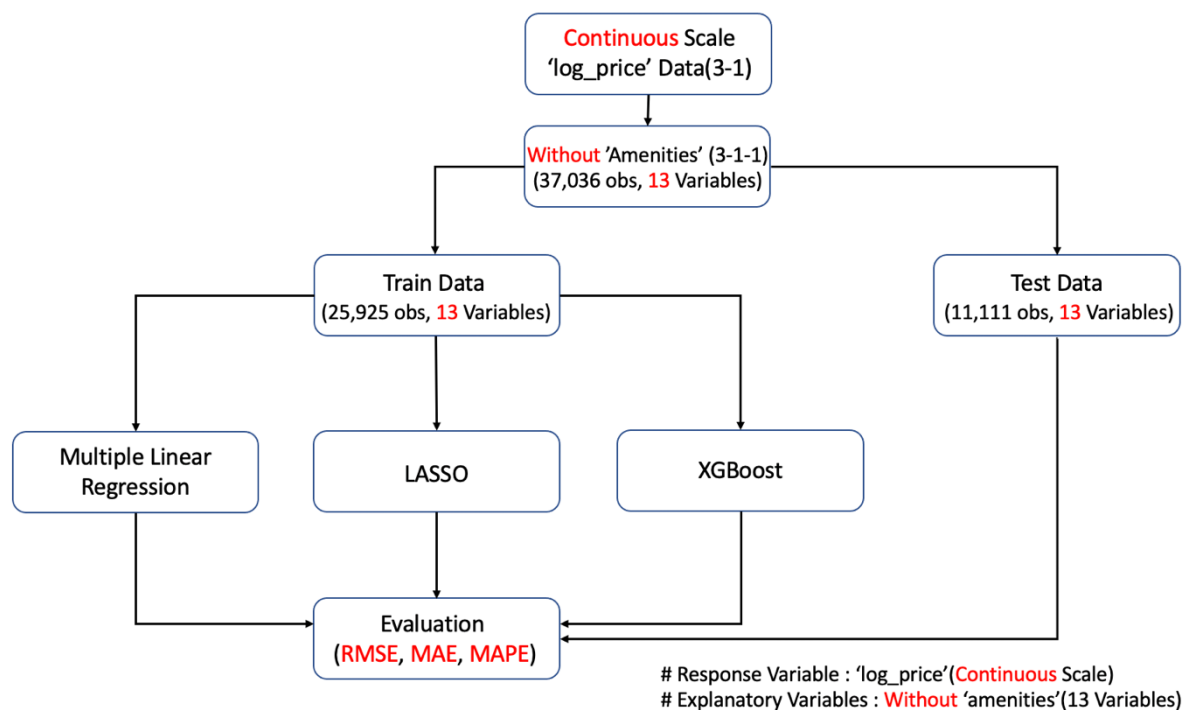 Continuous Scale
‘log_price’ Data(3-1)
Without ’Amenities’ (3-1-1)
(37,036 obs, 13 Variables)
Train Data
(25,925 obs, 13 Variables)
Test Data
(11,111 obs, 13 Variables)
Multiple Linear
Regression
LASSO
XGBoost
Evaluation
(RMSE, MAE, MAPE)
# Response Variable : ‘log_price’(Continuous Scale)
# Explanatory Variables : Without ‘amenities’(13 Variables)